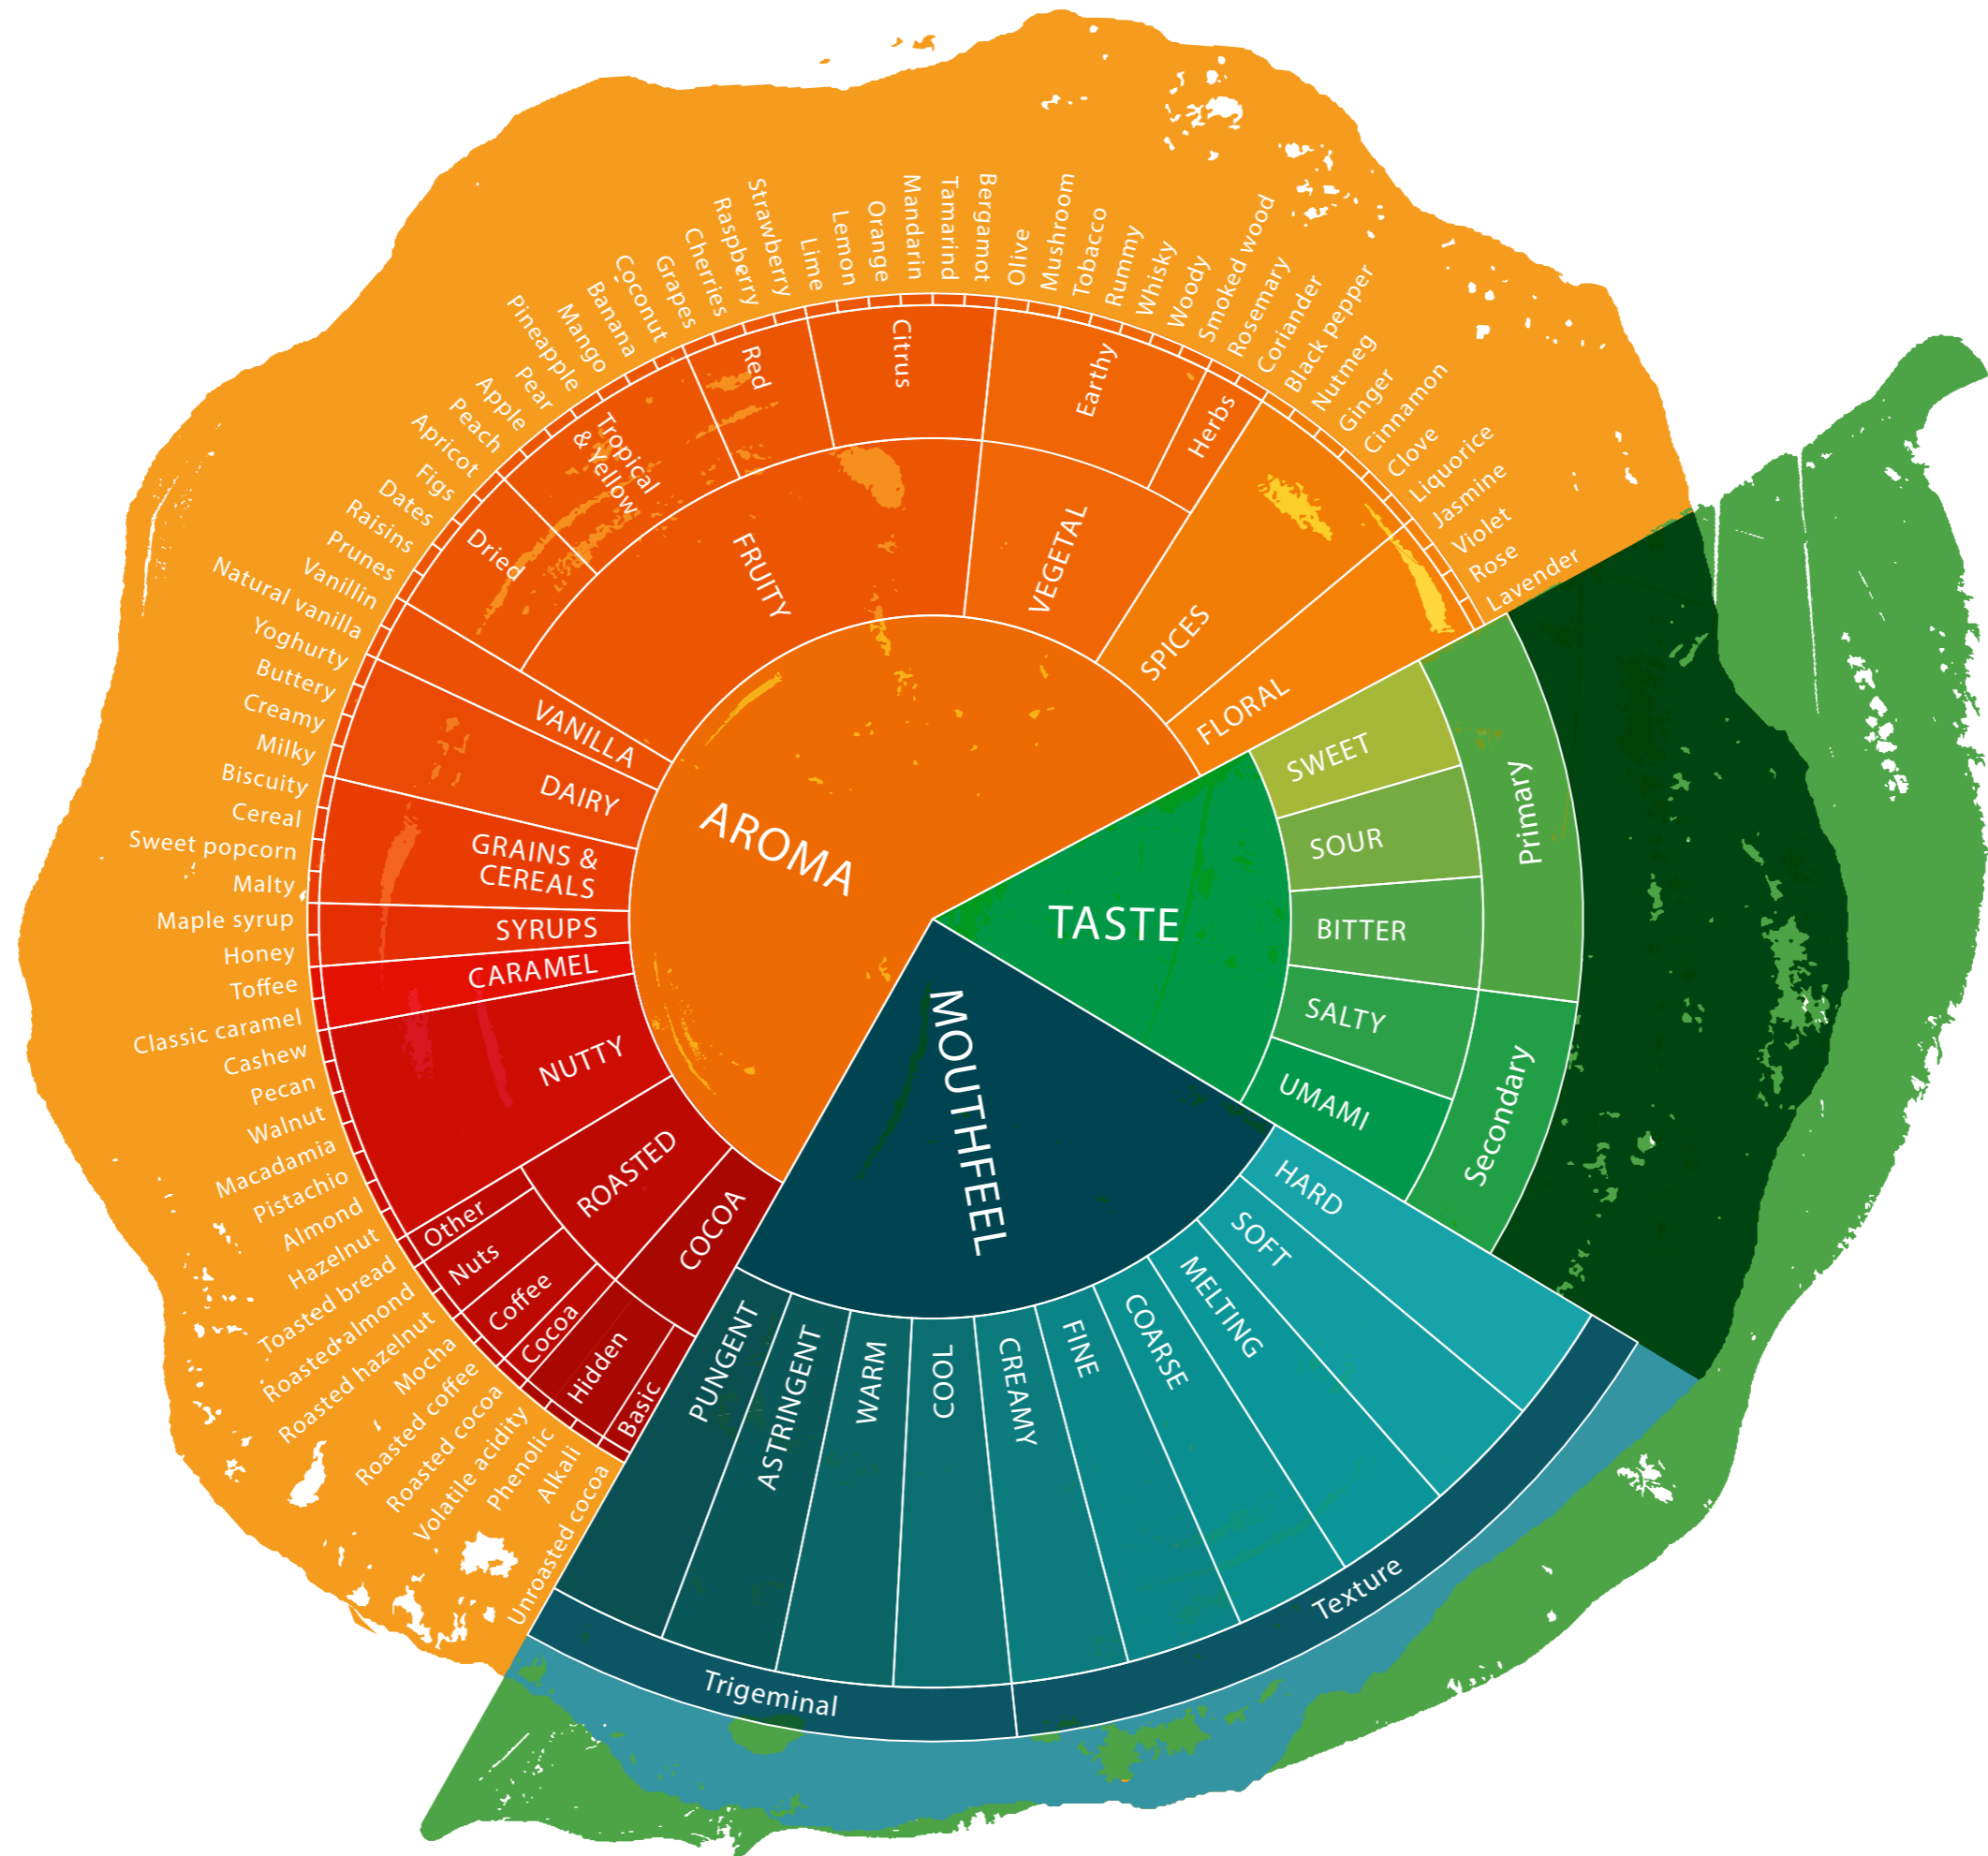 AROMA
FRUITY
Dried
Prunes
Raisins
Dates
Figs
Tropical
& Yellow
Apricot
Peach
Apple
Pear
Pineapple
Mango
Banana
Coconut
Red
Grapes
Cherries
Raspberry
Strawberry
Citrus
Lime
Lemon
Orange
Mandarin
Tamarind
Bergamot
VEGETAL
Earthy
Olive
Mushroom
Tobacco
Rummy
Whisky
Woody
Smoked wood
Herbs
Rosemary
Coriander
SPICES
Black pepper
Nutmeg
Ginger
Cinnamon
Clove
Liquorice
FLORAL
Jasmine
Violet
Rose
Lavender
TASTE
SWEET
SOUR
BITTER
Primary
SALTY
UMAMI
Secondary
MOUTHFEEL
HARD
SOFT
MELTING
COARSE
FINE
CREAMY
Texture
COOL
WARM
ASTRINGENT
PUNGENT
Trigeminal
COCOA
Basic
Unroasted cocoa
Hidden
Alkali
Phenolic
Volatile acidity
ROASTED
Cocoa
Roasted cocoa
Coffee
Roasted coffee
Mocha
Nuts
Roasted hazelnut
Roasted almond
Other
Toasted bread
NUTTY
Hazelnut
Almond
Pistachio
Macadamia
Walnut
Pecan
Cashew
CARAMEL
Classic caramel
Toffee
SYRUPS
Honey
Maple syrup
GRAINS &
CEREALS
Malty
Sweet popcorn
Cereal
Biscuity
DAIRY
Milky
Creamy
Buttery
Yoghurty
VANILLA
Natural vanilla
Vanillin